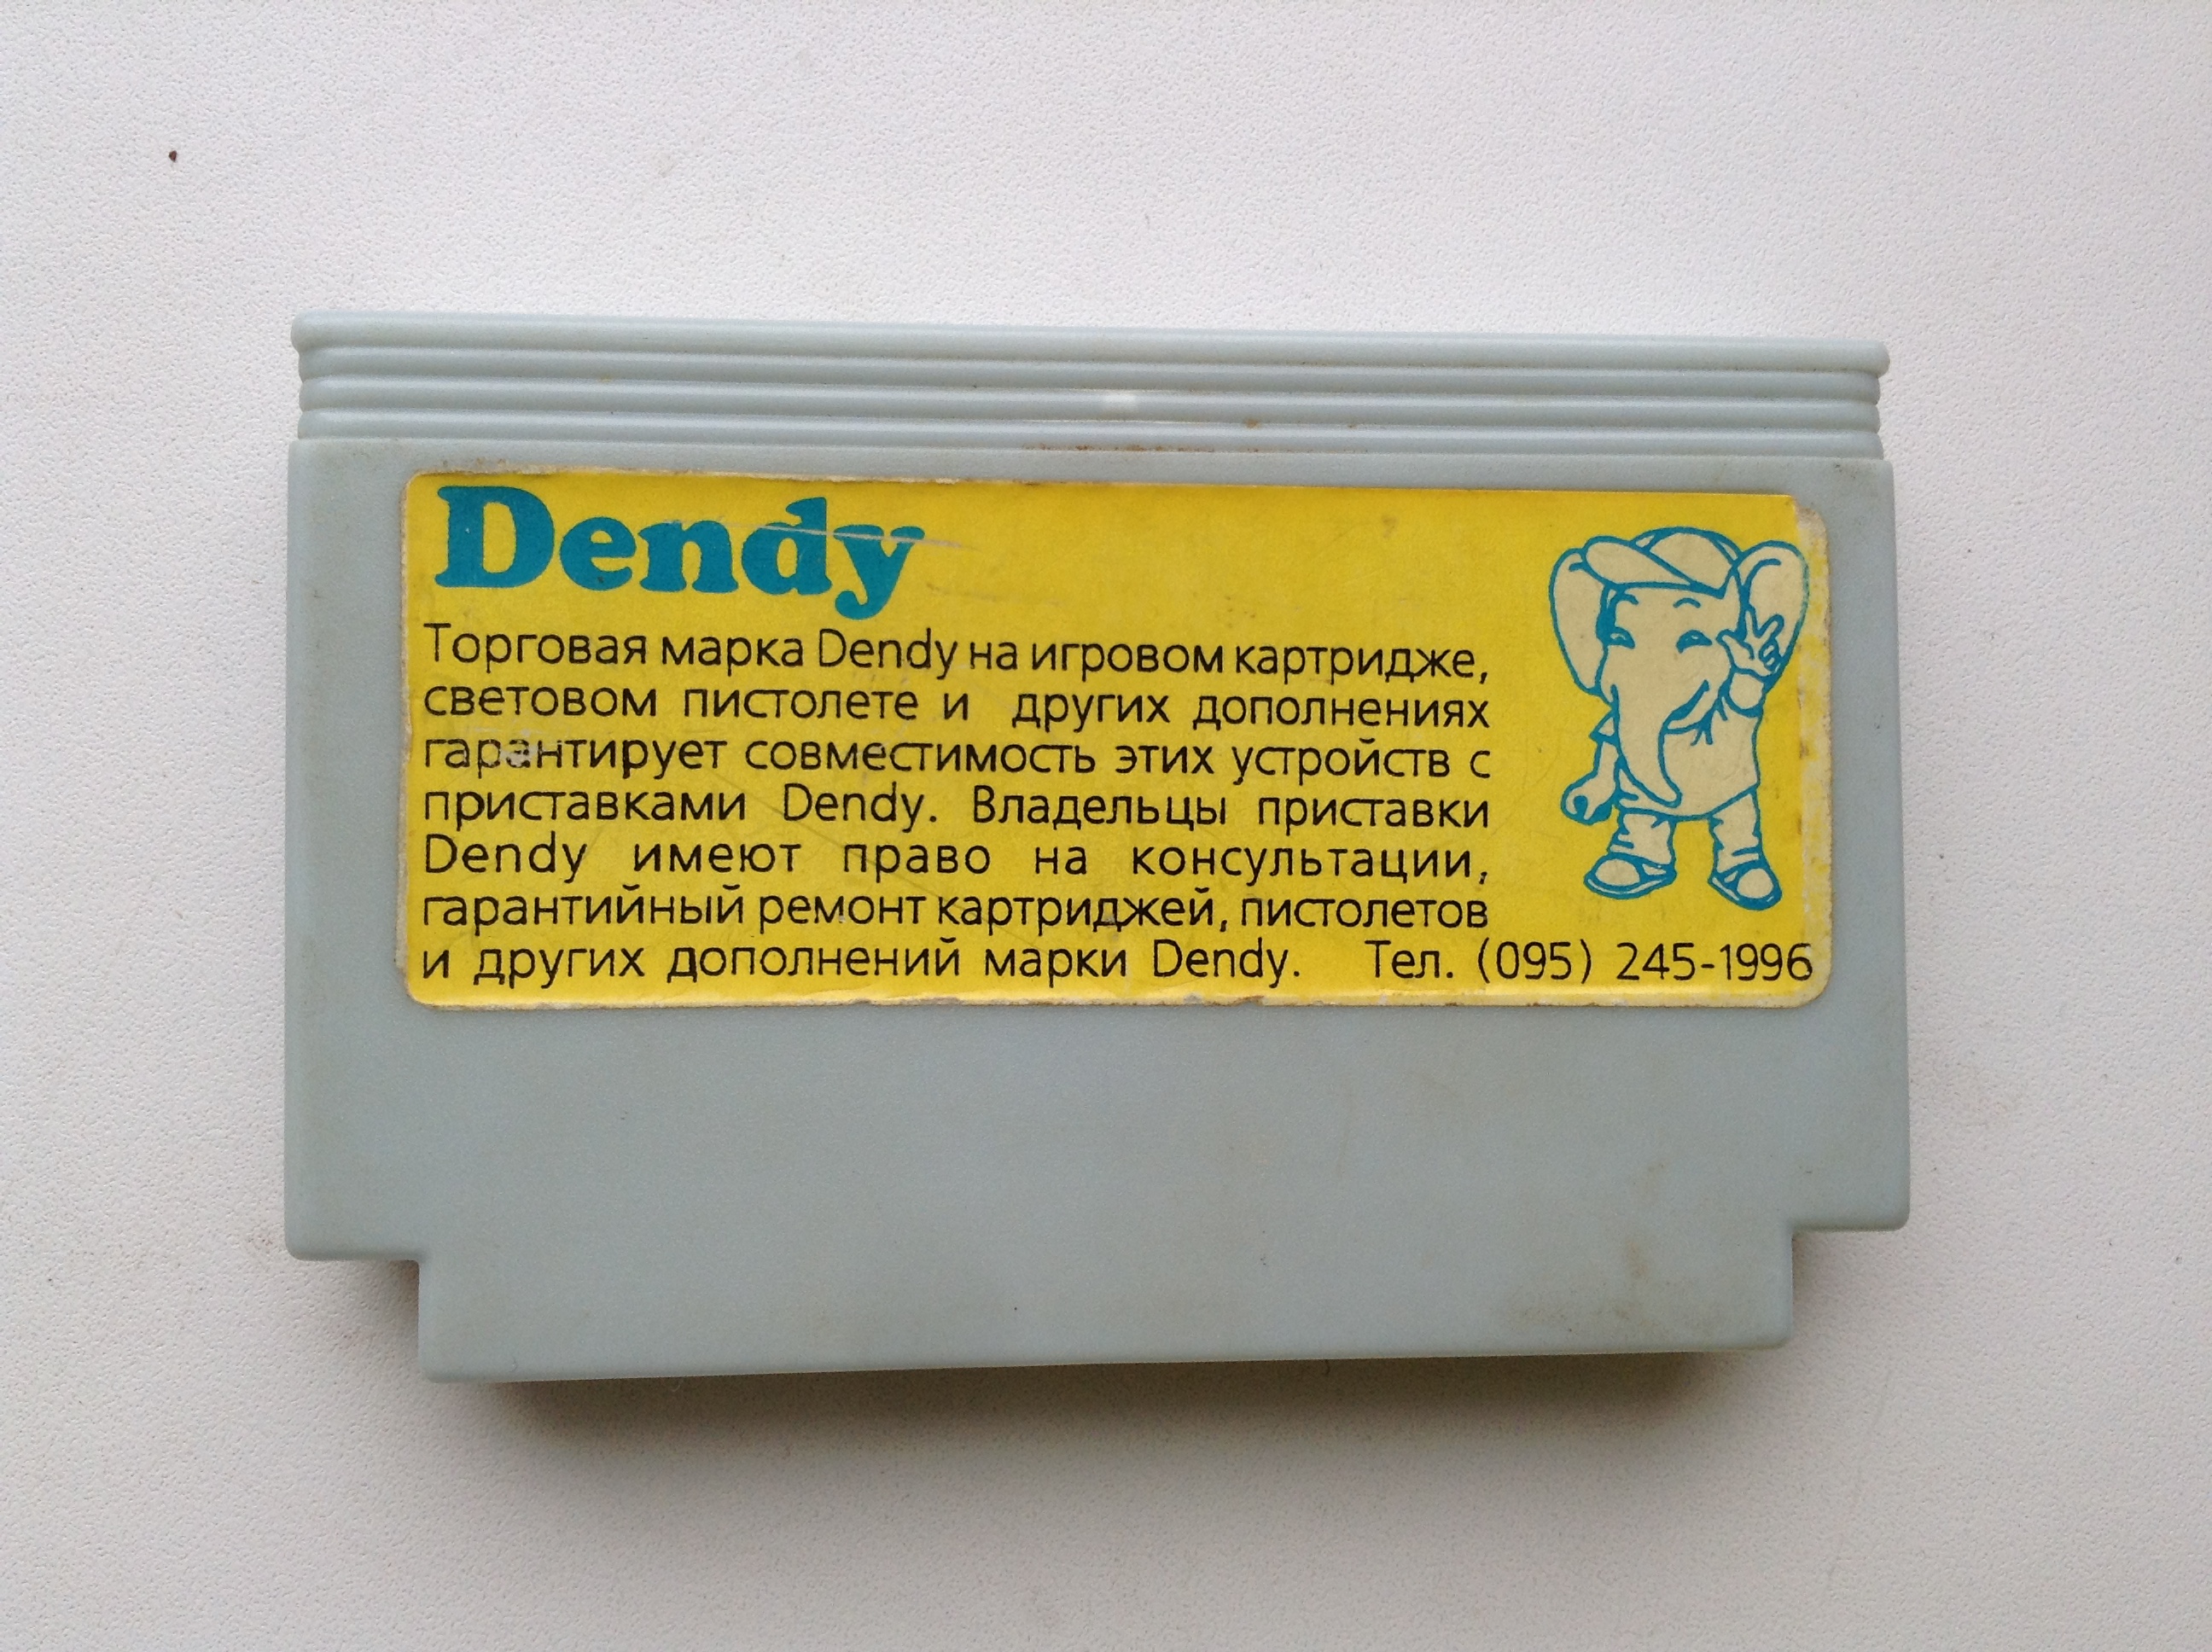 Dendy
Торговая марка Dendy на игровом картридже,
световом пистолете и других дополнениях
гарантирует совместимость этих устройств с
приставками Dendy. Владельцы приставки
Dendy имеют право на консультации,
гарантийный ремонт картриджей, пистолетов
и других дополнений марки Dendy. Тел. (095) 245-1996